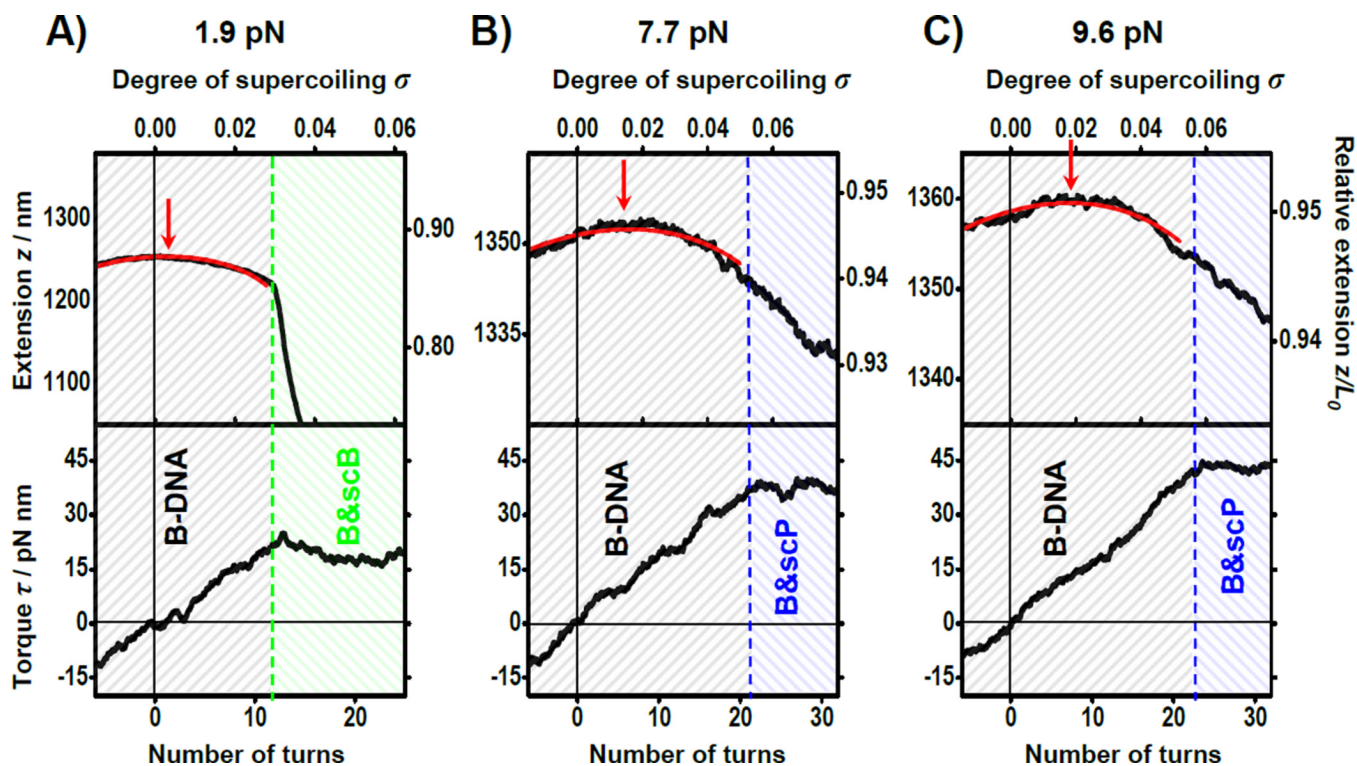 A) 1.9 pN
Degree of supercoiling σ
0.00 0.02 0.04 0.06
Extension z / nm
1300
1200
1100
0.90
0.80
Torque τ / pN nm
45
30
15
0
-15
B-DNA
B&scB
0 10 20
Number of turns
B) 7.7 pN
Degree of supercoiling σ
0.00 0.02 0.04 0.06
1350
1335
0.95
0.94
0.93
45
30
15
0
-15
B-DNA
B&scP
0 10 20 30
Number of turns
C) 9.6 pN
Degree of supercoiling σ
0.00 0.02 0.04 0.06
1360
1350
1340
0.95
0.94
Relative extension z/L0
45
30
15
0
-15
B-DNA
B&scP
0 10 20 30
Number of turns